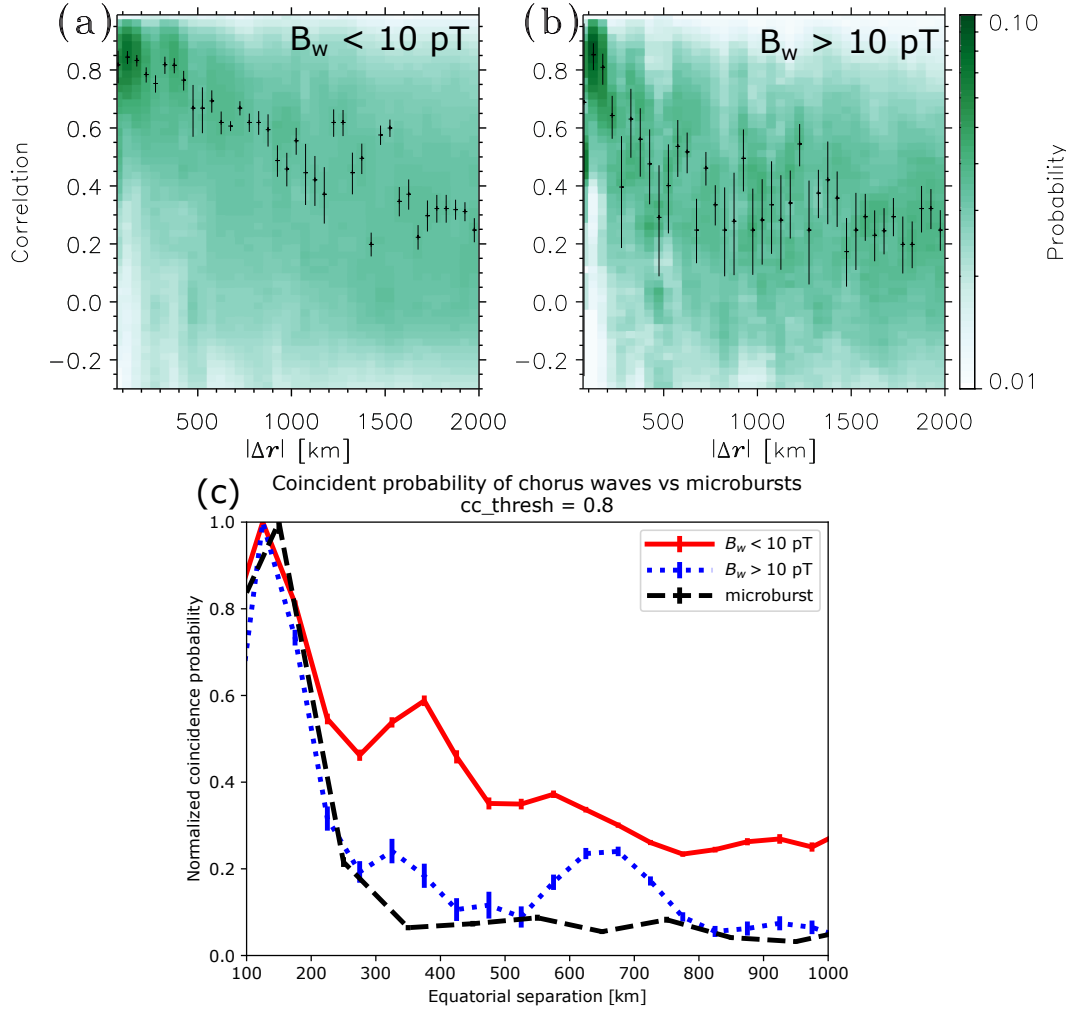 (a)
B_w < 10 pT
(b)
B_w > 10 pT
Correlation
0.8
0.6
0.4
0.2
0.0
−0.2
500
1000
1500
2000
|Δr| [km]
0.8
0.6
0.4
0.2
0.0
−0.2
500
1000
1500
2000
|Δr| [km]
0.10
0.01
Probability
(c)
Coincident probability of chorus waves vs microbursts
cc_thresh = 0.8
Normalized coincidence probability
1.0
0.8
0.6
0.4
0.2
0.0
B_w < 10 pT
B_w > 10 pT
microburst
100 200 300 400 500 600 700 800 900 1000
Equatorial separation [km]